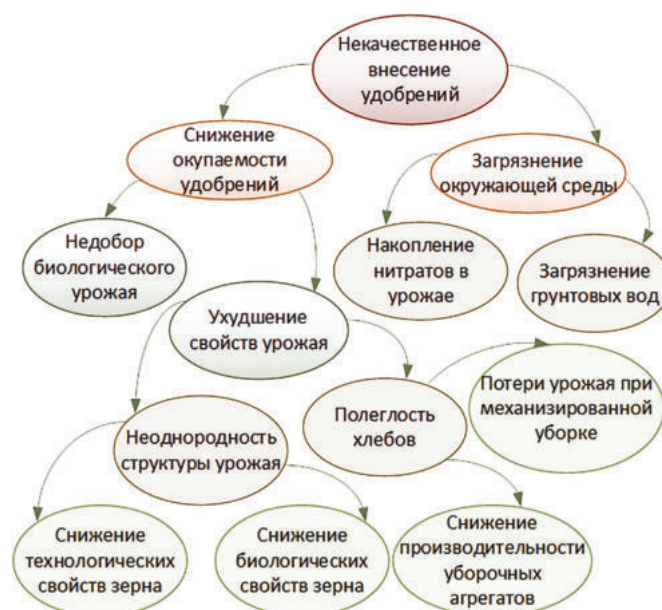 Некачественное
внесение
удобрений
Снижение
окупаемости
удобрений
Загрязнение
окружающей среды
Недобор
биологического
урожая
Накопление
нитратов в
урожае
Загрязнение
грунтовых вод
Ухудшение
свойств урожая
Потери урожая при
механизированной
уборке
Полеглость
хлебов
Неоднородность
структуры урожая
Снижение
технологических
свойств зерна
Снижение
биологических
свойств зерна
Снижение
производительности
уборочных
агрегатов